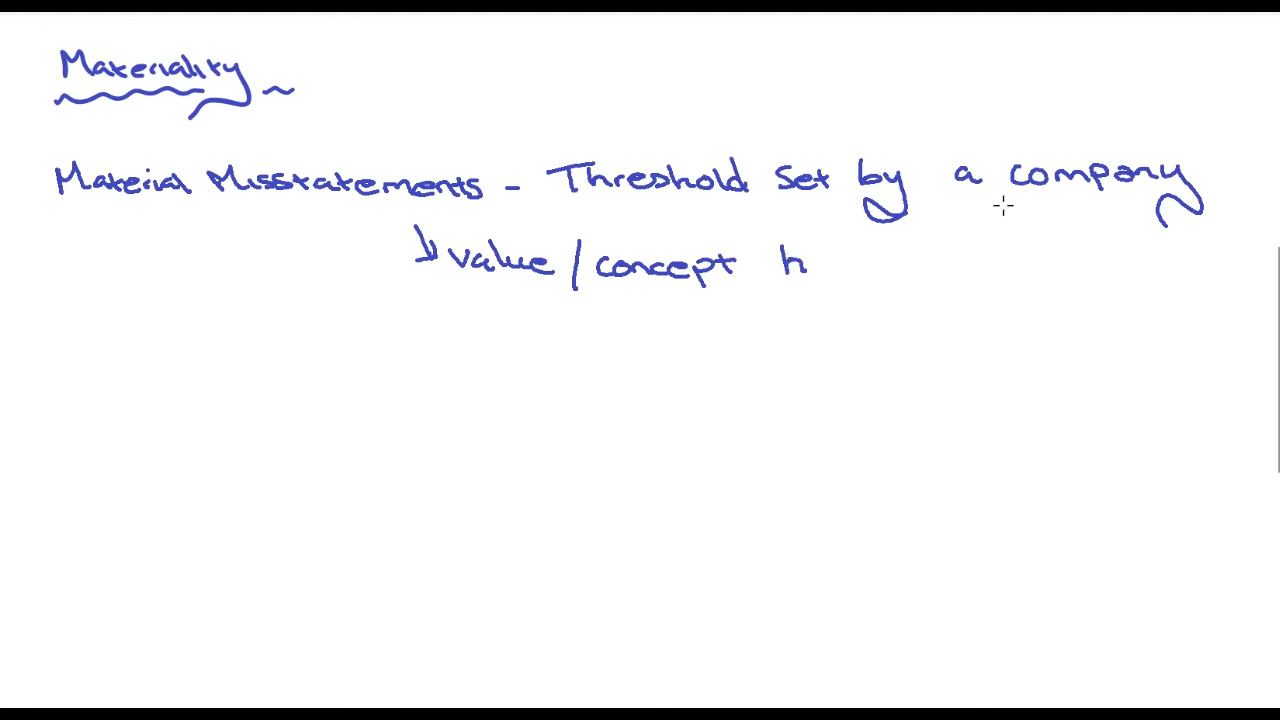 Materiality
Material Misstatements - Threshold set by a company
value / concept h